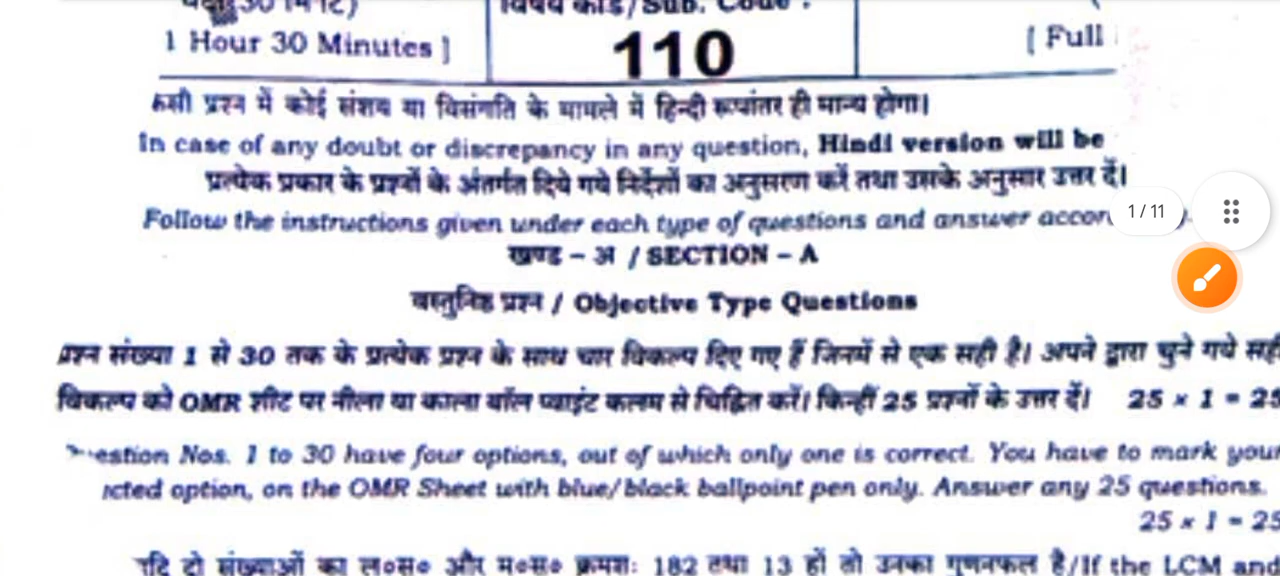 विषय कोड/Sub. Code :
1 Hour 30 Minutes ]
110
[ Full
प्रश्न में कोई संशय या विसंगति के मामले में हिन्दी रूपांतर ही मान्य होगा।
In case of any doubt or discrepancy in any question, Hindi version will be
प्रत्येक प्रकार के प्रश्नों के अंतर्गत दिये गये निर्देशों का अनुसरण करें तथा उसके अनुसार उत्तर दें।
Follow the instructions given under each type of questions and answer
1 / 11
खण्ड - अ / SECTION - A
वस्तुनिष्ठ प्रश्न / Objective Type Questions
प्रश्न संख्या 1 से 30 तक के प्रत्येक प्रश्न के साथ चार विकल्प दिए गए हैं जिनमें से एक सही है। अपने द्वारा चुने गये सही
विकल्प को OMR शीट पर नीला या काला बॉल प्वाइंट कलम से चिह्नित करें। किन्हीं 25 प्रश्नों के उत्तर दें। 25 × 1 = 25
Nos. 1 to 30 have four options, out of which only one is correct. You have to mark your
option, on the OMR Sheet with blue/black ballpoint pen only. Answer any 25 questions.
25 × 1 = 25
यदि दो संख्याओं का ल०स० और म०स० क्रमशः 182 तथा 13 हों तो उनका गुणनफल है/If the LCM and